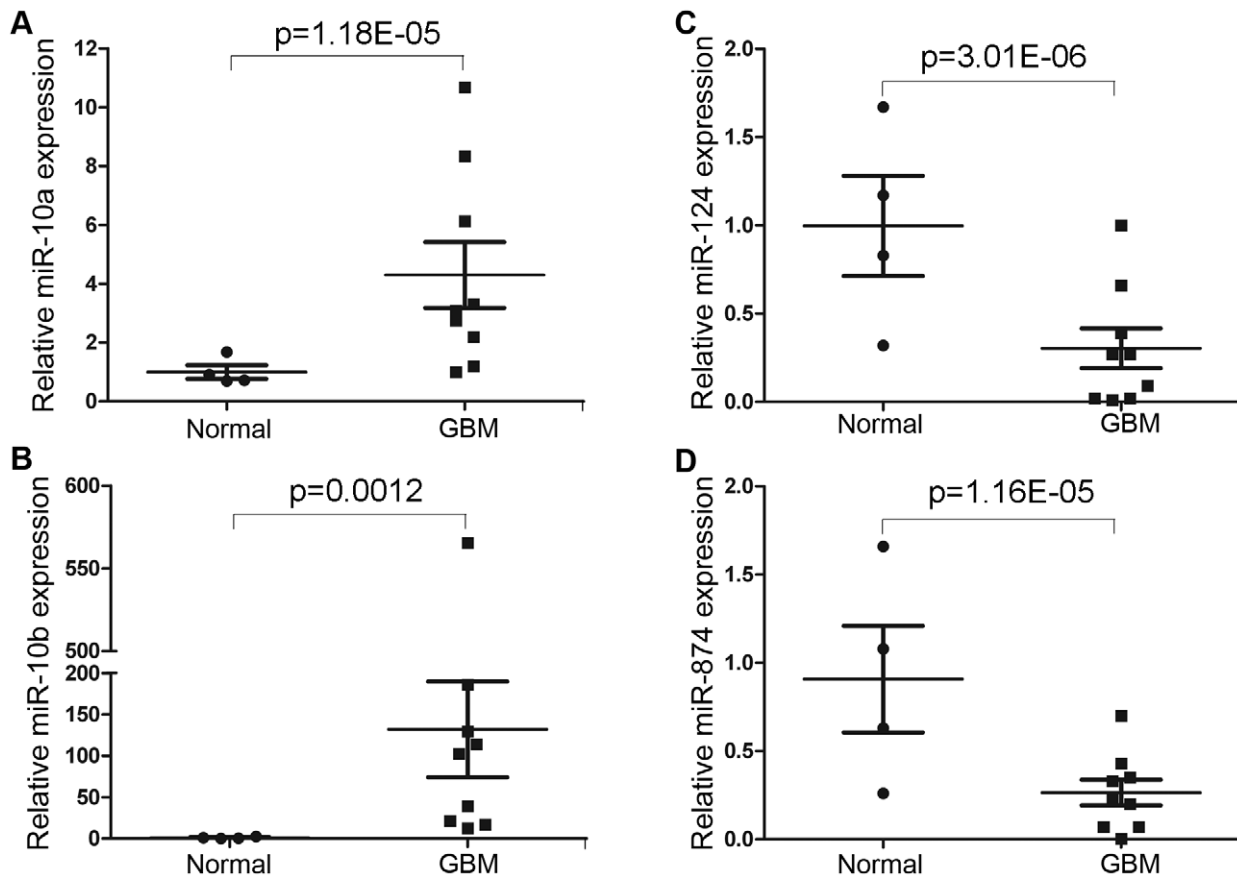 A
p=1.18E-05
Relative miR-10a expression
12
10
8
6
4
2
0
Normal
GBM
B
p=0.0012
Relative miR-10b expression
600
550
500
200
150
100
50
0
Normal
GBM
C
p=3.01E-06
Relative miR-124 expression
2.0
1.5
1.0
0.5
0.0
Normal
GBM
D
p=1.16E-05
Relative miR-874 expression
2.0
1.5
1.0
0.5
0.0
Normal
GBM